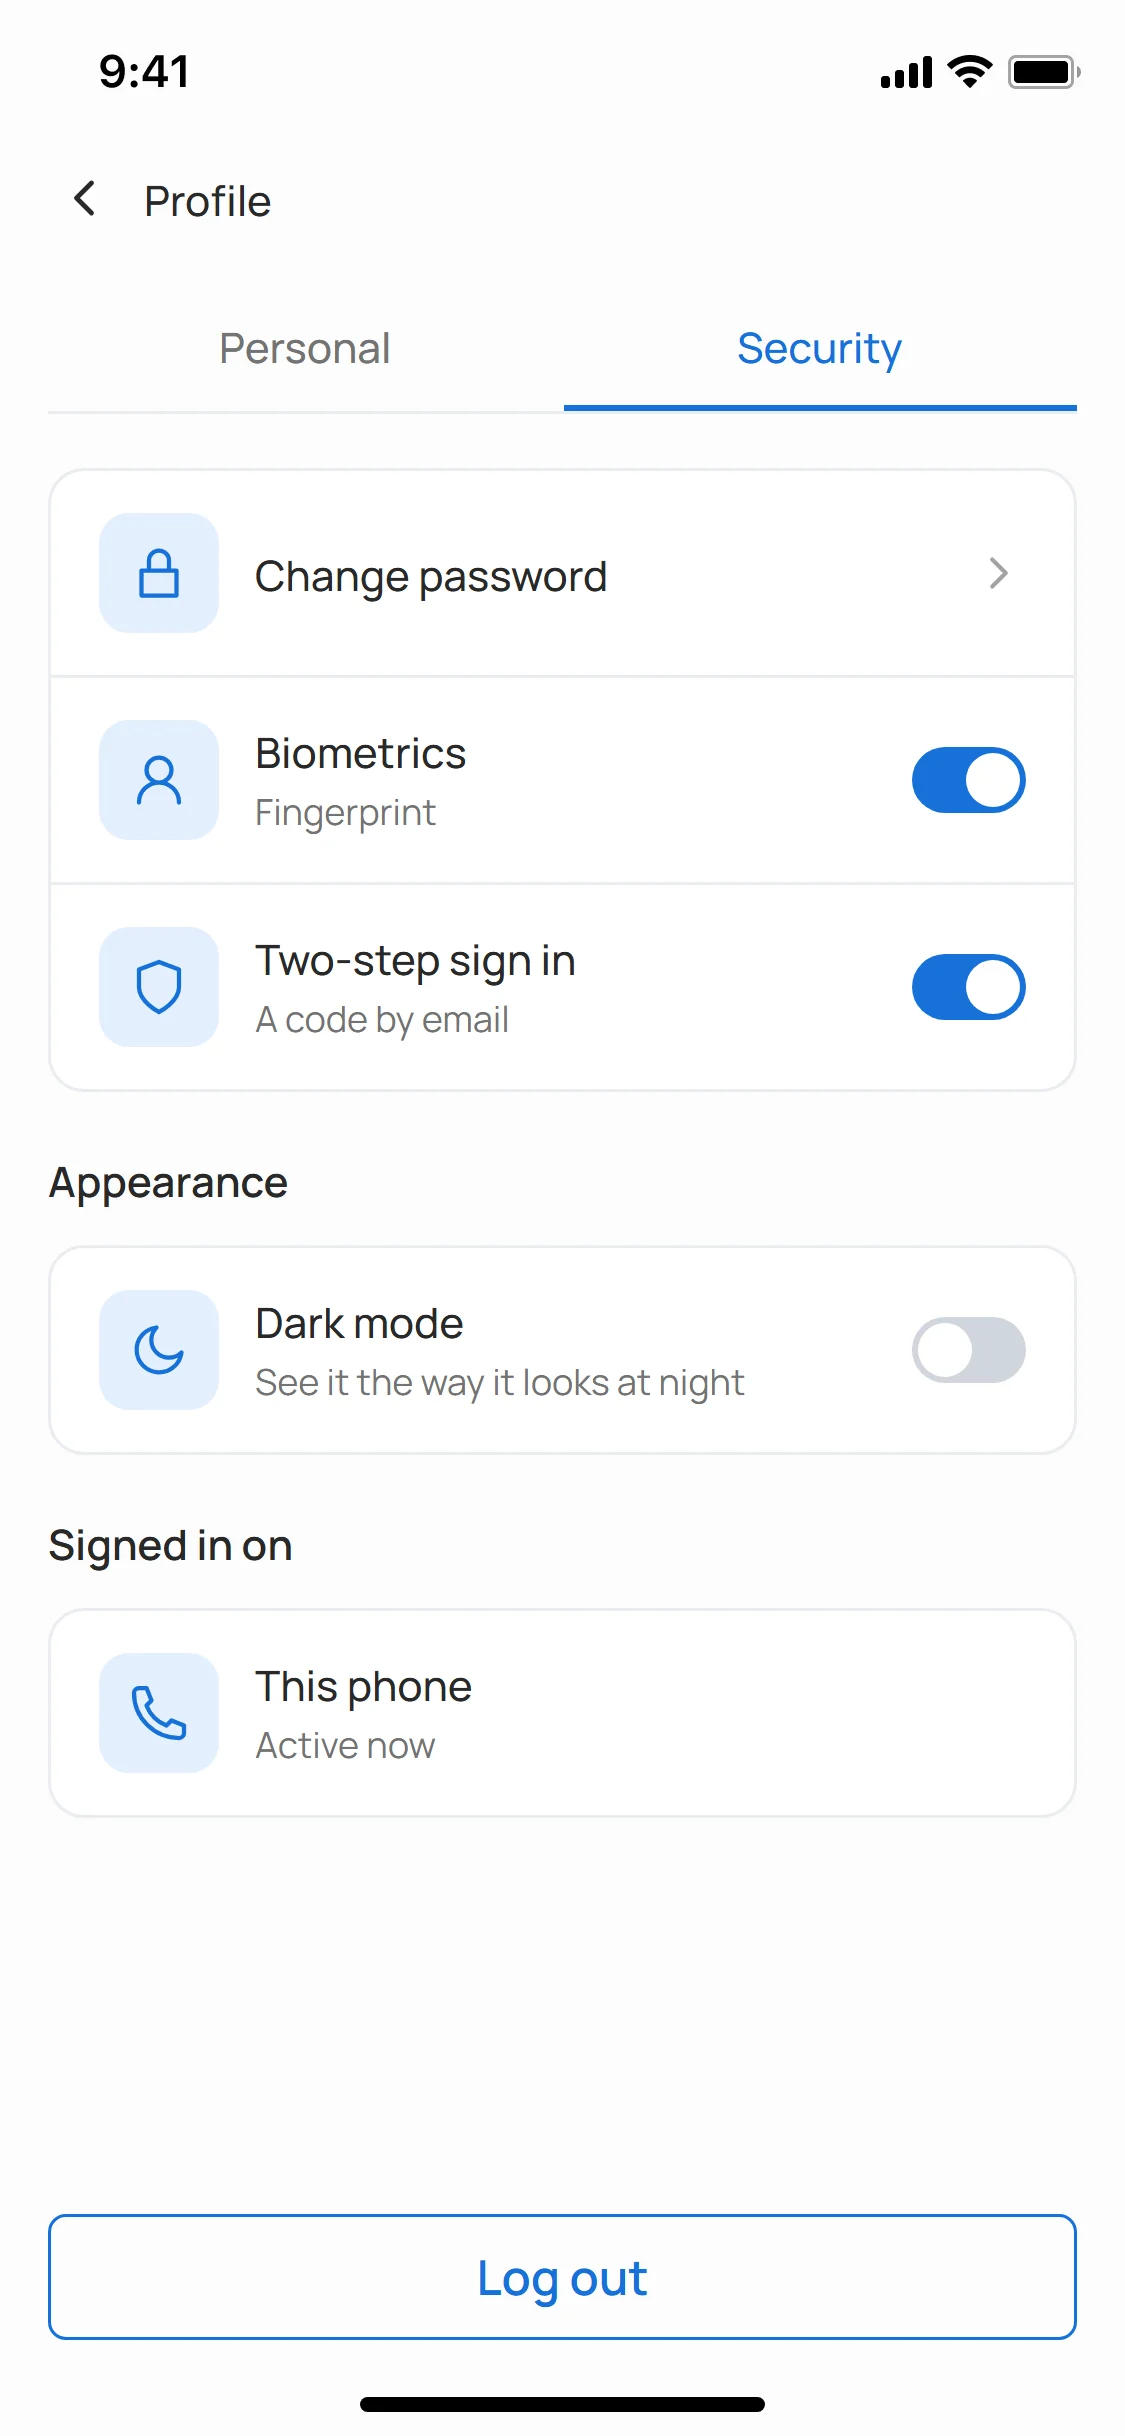 9:41
Profile
Personal
Security
Change password
Biometrics
Fingerprint
Two-step sign in
A code by email
Appearance
Dark mode
See it the way it looks at night
Signed in on
This phone
Active now
Log out